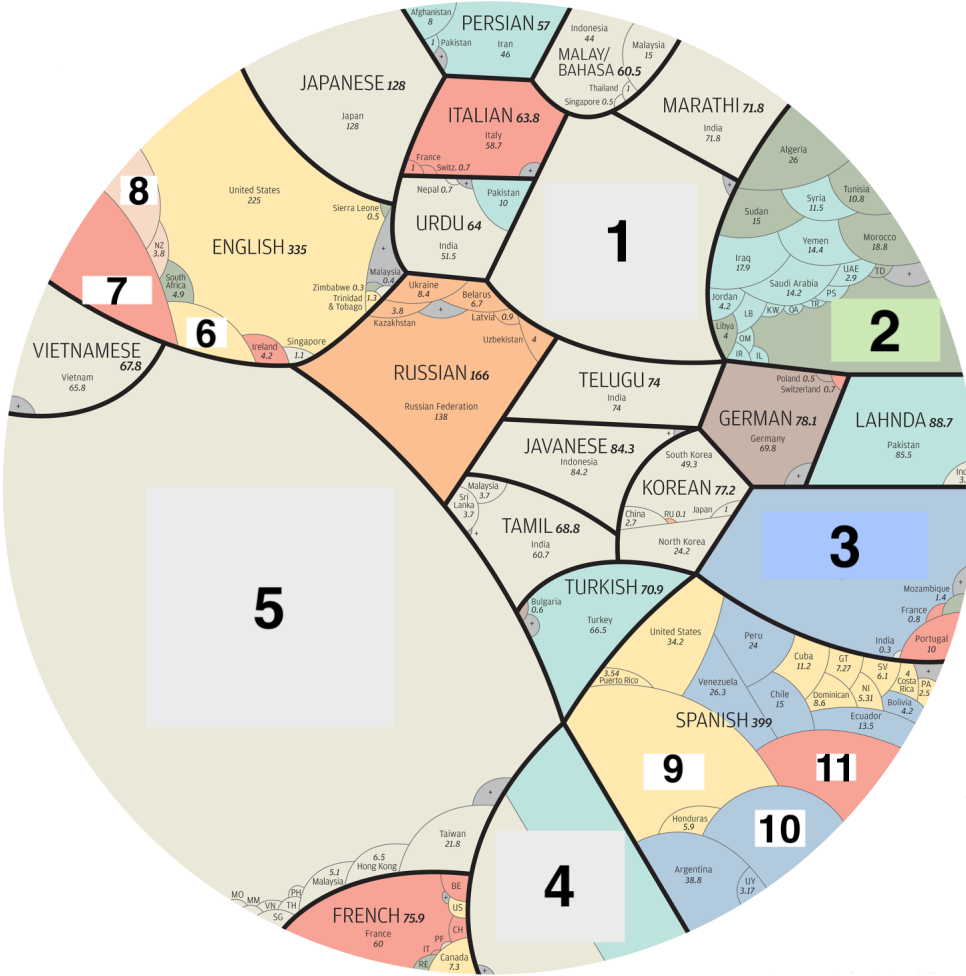 Afghanistan
8
1
Pakistan
+
PERSIAN 57
Iran
46
Indonesia
44
MALAY/
BAHASA 60.5
Malaysia
15
Thailand
1
Singapore 0.5
JAPANESE 128
Japan
128
ITALIAN 63.8
Italy
58.7
France
1
Switz. 0.7
+
MARATHI 71.8
India
71.8
+
Nepal 0.7
+
Pakistan
10
URDU 64
India
51.5
1
Algeria
26
Tunisia
10.8
Syria
11.5
Sudan
15
Morocco
18.8
Yemen
14.4
Iraq
17.9
UAE
2.9
TD
+
Saudi Arabia
14.2
PS
Jordan
4.2
TR
QA
KW
LB
Libya
4
OM
IR
IL
2
8
United States
225
ENGLISH 335
Sierra Leone
0.5
+
Malaysia
0.4
Zimbabwe 0.3
Trinidad
& Tobago
1.3
NZ
3.8
South
Africa
4.9
7
6
Ireland
4.2
Singapore
1.1
VIETNAMESE
67.8
Vietnam
65.8
+
Ukraine
8.4
Belarus
6.7
+
3.8
Kazakhstan
Latvia
0.9
Uzbekistan
4
RUSSIAN 166
Russian Federation
138
TELUGU 74
India
74
GERMAN 78.1
Germany
69.8
Poland 0.5
Switzerland 0.7
+
LAHNDA 88.7
Pakistan
85.5
Inc
3.
JAVANESE 84.3
Indonesia
84.2
+
South Korea
49.3
KOREAN 77.2
China
2.7
RU 0.1
Japan
1
North Korea
24.2
Malaysia
3.7
Sri
Lanka
3.7
+
TAMIL 68.8
India
60.7
3
Mozambique
1.4
+
France
0.8
Portugal
10
India
0.3
5
TURKISH 70.9
Bulgaria
0.6
+
Turkey
66.5
United States
34.2
3.54
Puerto Rico
Peru
24
Venezuela
26.3
Chile
15
Cuba
11.2
GT
7.27
SV
6.1
4
Costa
Rica
+
PA
2.5
Dominican
8.6
NI
5.31
Bolivia
4.2
Ecuador
13.5
SPANISH 399
9
11
10
Honduras
5.9
Argentina
38.8
UY
3.17
+
Taiwan
21.8
6.5
Hong Kong
5.1
Malaysia
PH
TH
VN
SG
MM
MO
4
+
FRENCH 75.9
France
60
BE
+
US
CH
PF
IT
RE
Canada
7.3